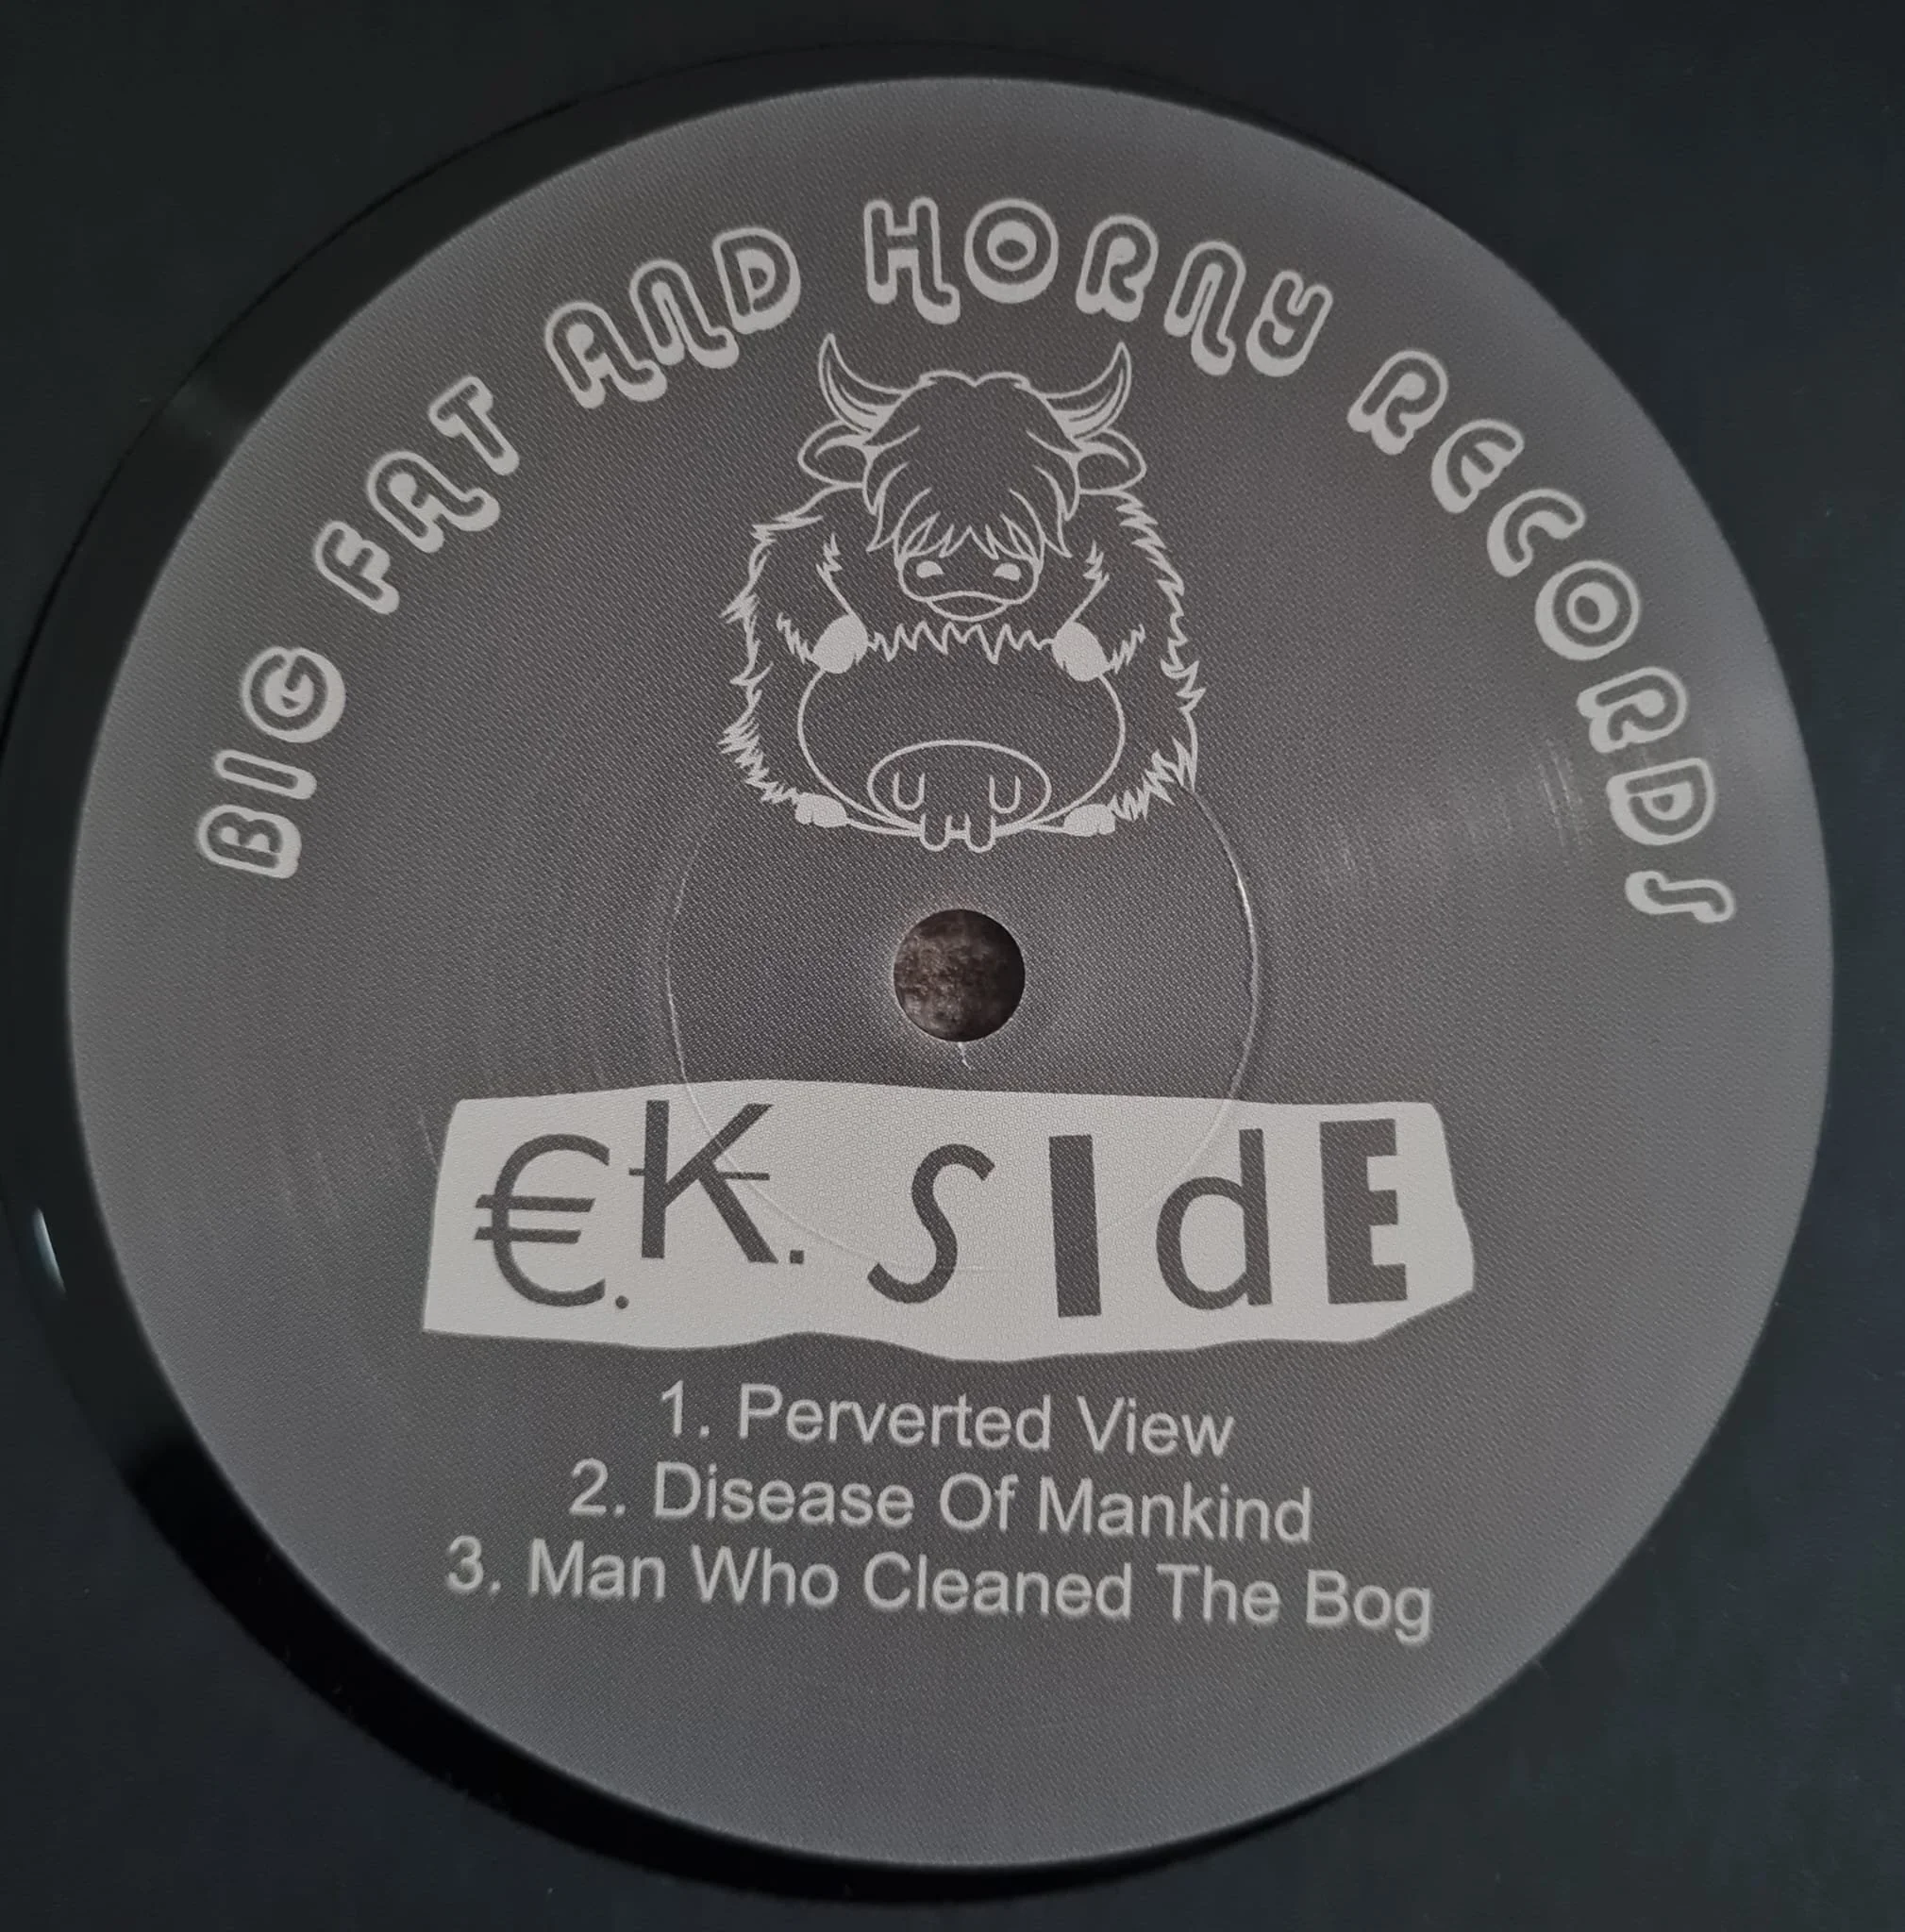 BIG FAT AND HORNY RECORDS
€.K. SIdE
1. Perverted View
2. Disease Of Mankind
3. Man Who Cleaned The Bog